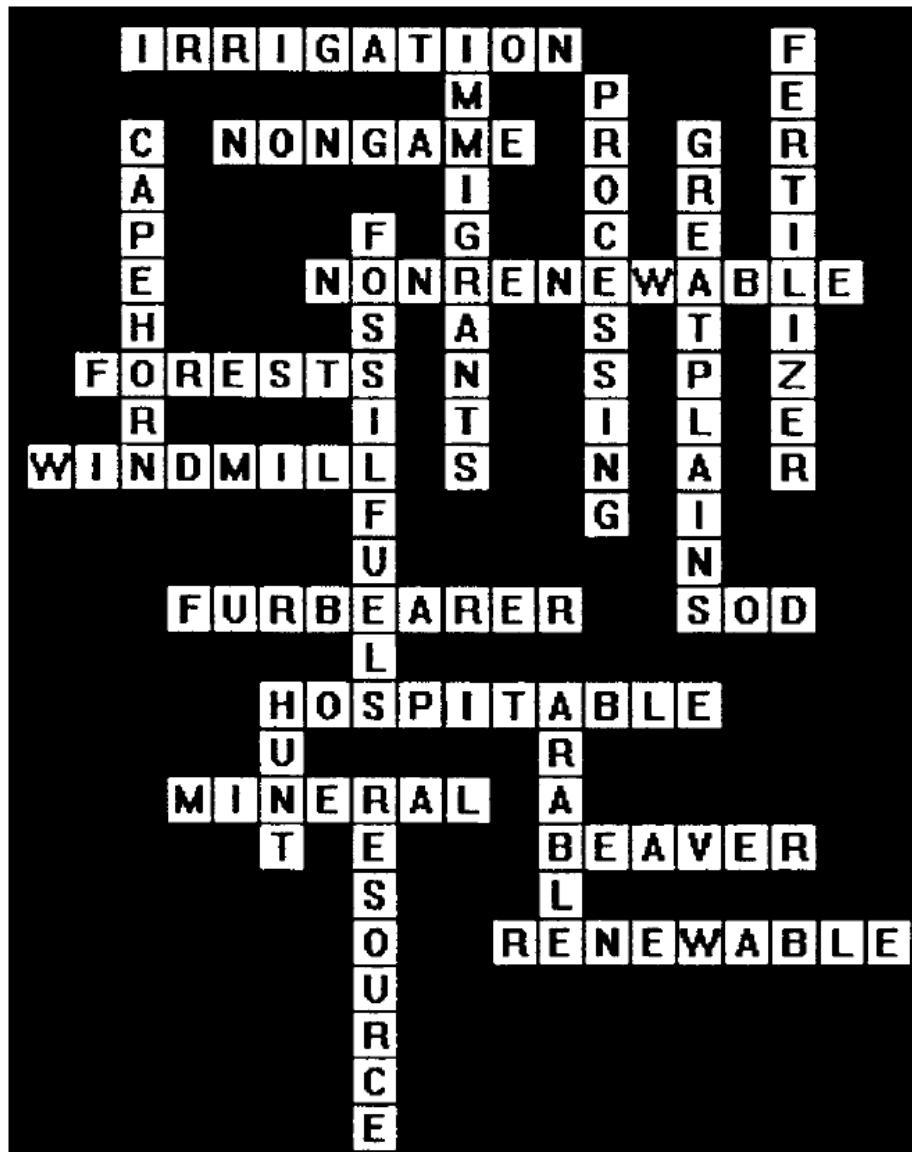 IRRIGATION
FERTILIZER
IMMIGRANTS
PROCESSING
CAPEHORN
NONGAME
GREATPLAINS
FOSSILFUELS
NONRENEWABLE
FORESTS
WINDMILL
FURBEARER
SOD
HOSPITABLE
HUNT
ARABLE
MINERAL
RESOURCE
BEAVER
RENEWABLE